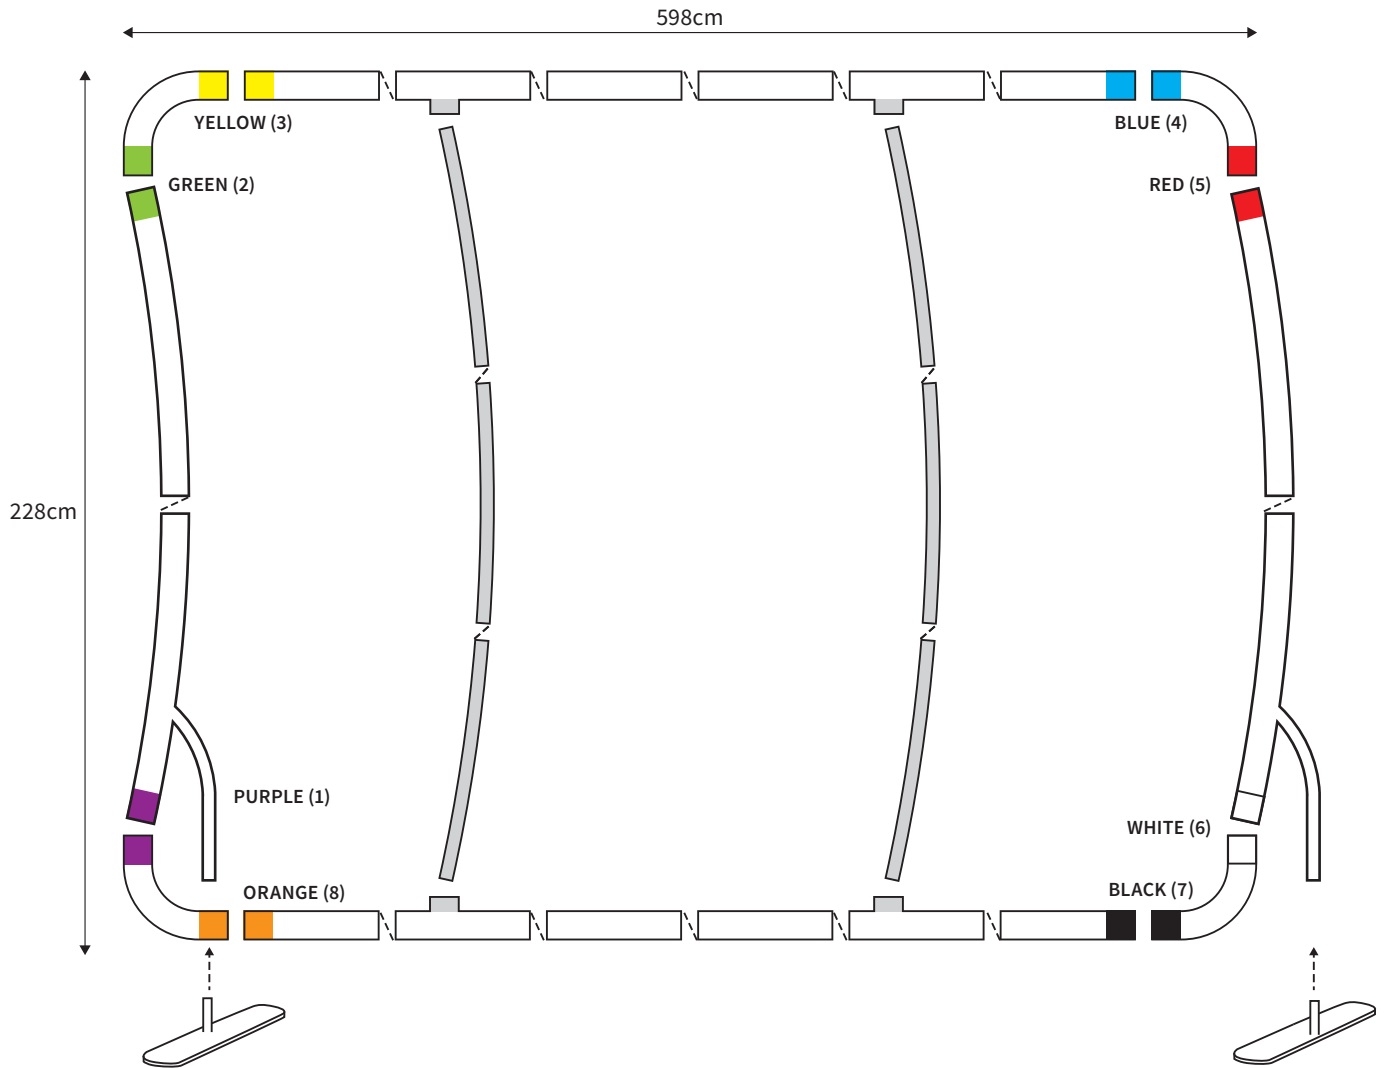 598cm
YELLOW (3)
BLUE (4)
GREEN (2)
RED (5)
228cm
PURPLE (1)
WHITE (6)
ORANGE (8)
BLACK (7)